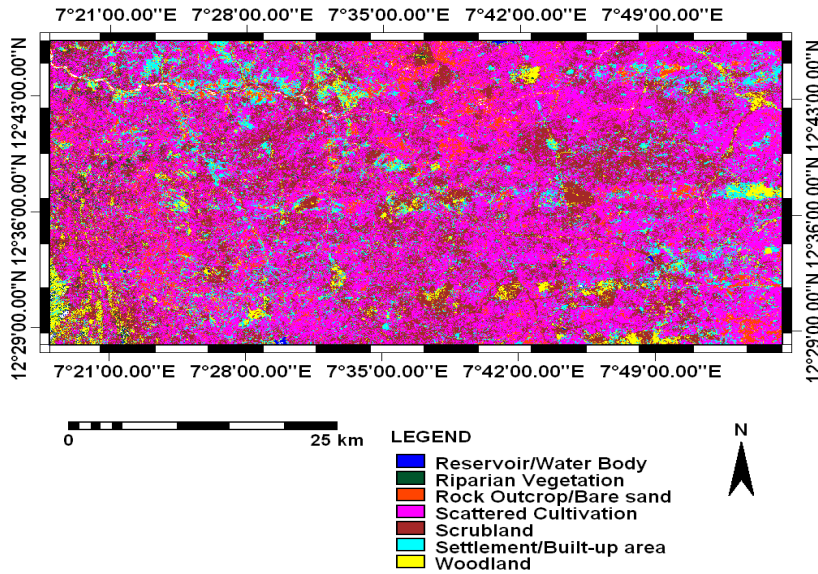 7°21'00.00"E 7°28'00.00"E 7°35'00.00"E 7°42'00.00"E 7°49'00.00"E
12°29'00.00"N 12°36'00.00"N 12°43'00.00"N
12°29'00.00"N 12°36'00.00"N 12°43'00.00"N
7°21'00.00"E 7°28'00.00"E 7°35'00.00"E 7°42'00.00"E 7°49'00.00"E
0 25 km
N
LEGEND
Reservoir/Water Body
Riparian Vegetation
Rock Outcrop/Bare sand
Scattered Cultivation
Scrubland
Settlement/Built-up area
Woodland